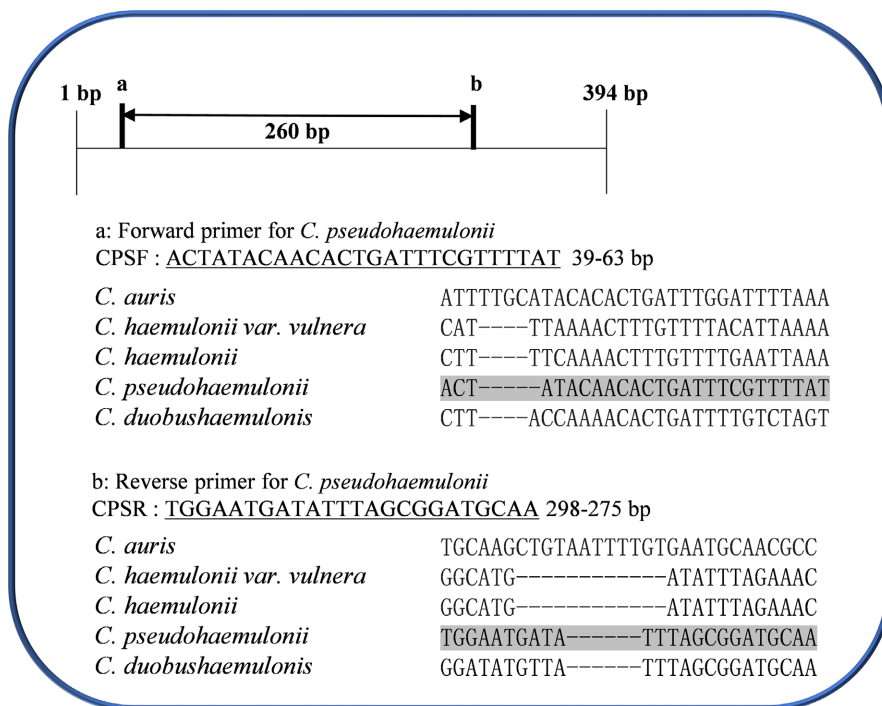 1 bp a b 394 bp
260 bp
a: Forward primer for C. pseudohaemulonii
CPSF : ACTATACAACACTGATTTCGTTTTAT 39-63 bp
C. auris ATTTTGCATACACACTGATTTGGATTTTAAA
C. haemulonii var. vulnera CAT----TTAAAACTTTGTTTTACATTAAAA
C. haemulonii CTT----TTCAAAACTTTGTTTTGAATTAAA
C. pseudohaemulonii ACT-----ATACAACACTGATTTCGTTTTAT
C. duobushaemulonis CTT----ACCAAAACACTGATTTTGTCTAGT
b: Reverse primer for C. pseudohaemulonii
CPSR : TGGAATGATATTTAGCGGATGCAA 298-275 bp
C. auris TGCAAGCTGTAATTTTGTGAATGCAACGCC
C. haemulonii var. vulnera GGCATG------------ATATTTAGAAAC
C. haemulonii GGCATG------------ATATTTAGAAAC
C. pseudohaemulonii TGGAATGATA------TTTAGCGGATGCAA
C. duobushaemulonis GGATATGTTA------TTTAGCGGATGCAA